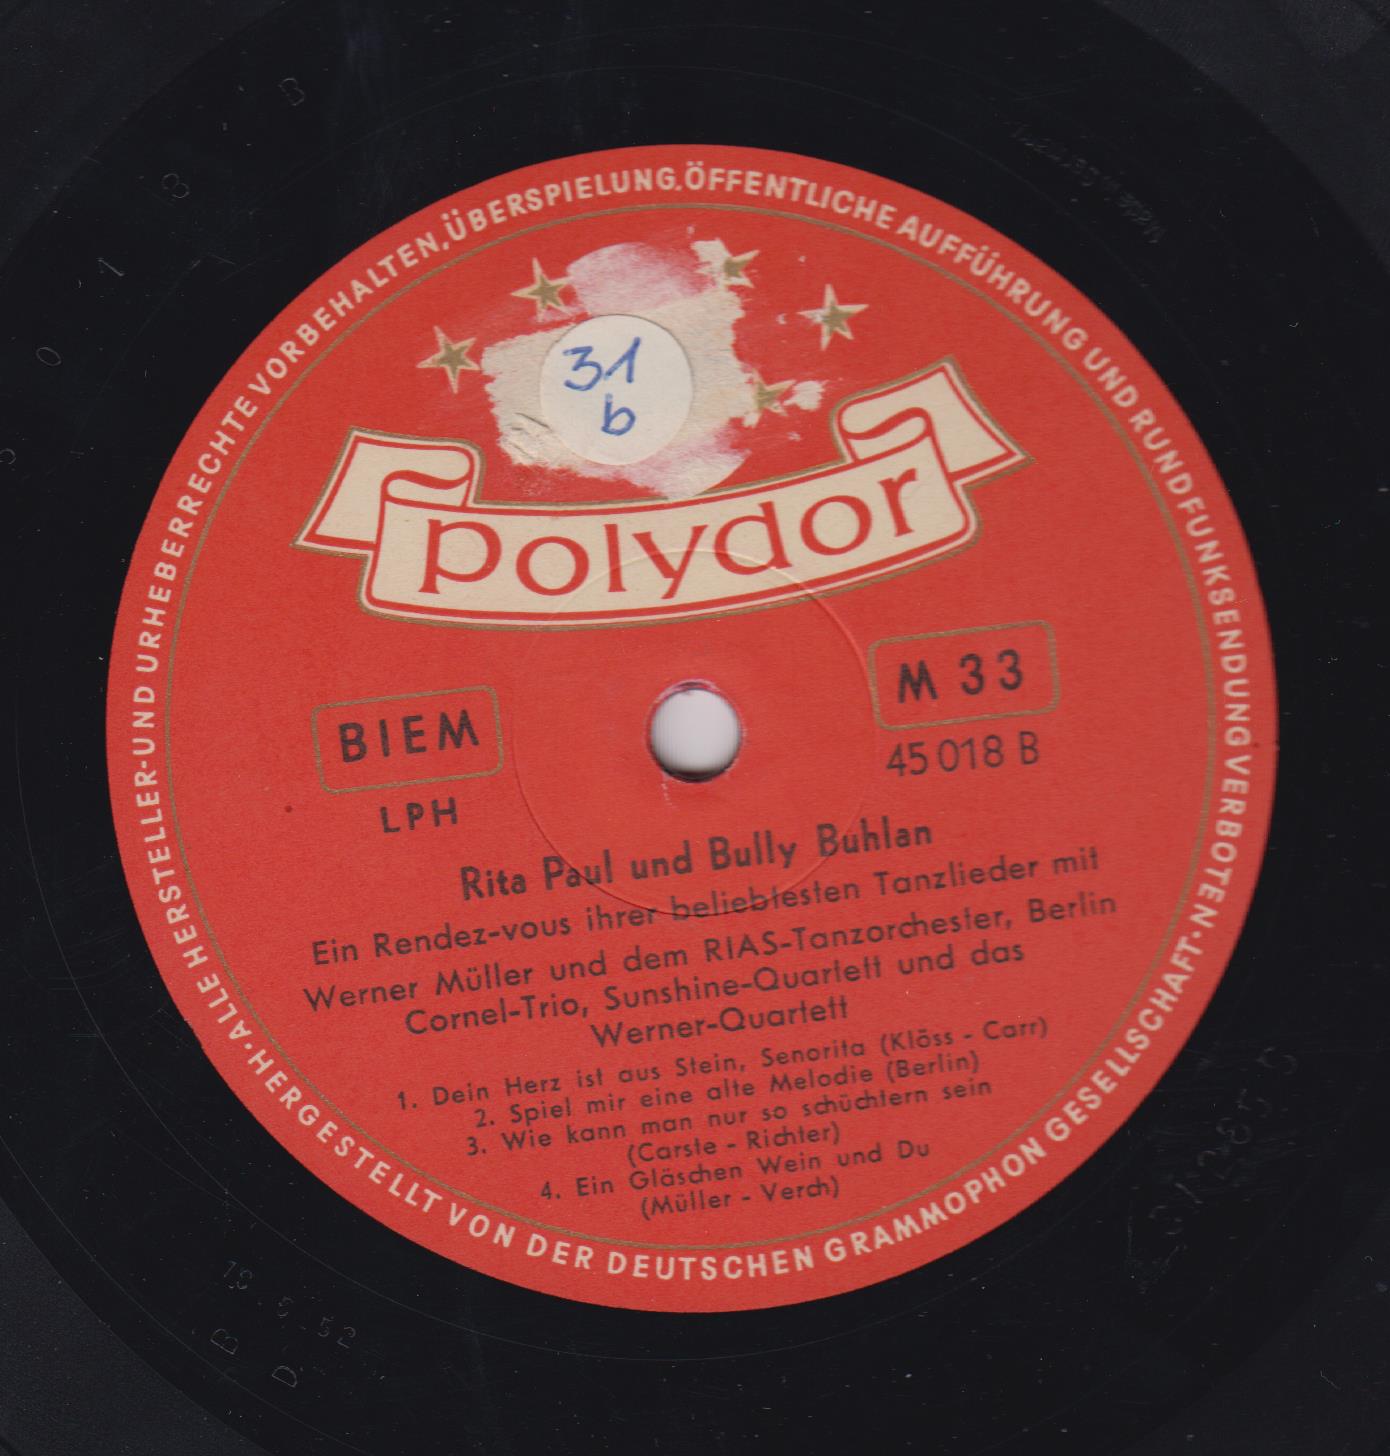 ALLE HERSTELLER- UND URHEBERRECHTE VORBEHALTEN, ÜBERSPIELUNG, ÖFFENTLICHE AUFFÜHRUNG UND RUNDFUNKSENDUNG VERBOTEN · HERGESTELLT VON DER DEUTSCHEN GRAMMOPHON GESELLSCHAFT ·
31
b
polydor
BIEM
LPH
M 33
45 018 B
Rita Paul und Bully Buhlan
Ein Rendez-vous ihrer beliebtesten Tanzlieder mit
Werner Müller und dem RIAS-Tanzorchester, Berlin
Cornel-Trio, Sunshine-Quartett und das
Werner-Quartett
1. Dein Herz ist aus Stein, Senorita (Klöss - Carr)
2. Spiel mir eine alte Melodie (Berlin)
3. Wie kann man nur so schüchtern sein
(Carste - Richter)
4. Ein Gläschen Wein und Du
(Müller - Verch)
19.5.52
B
D